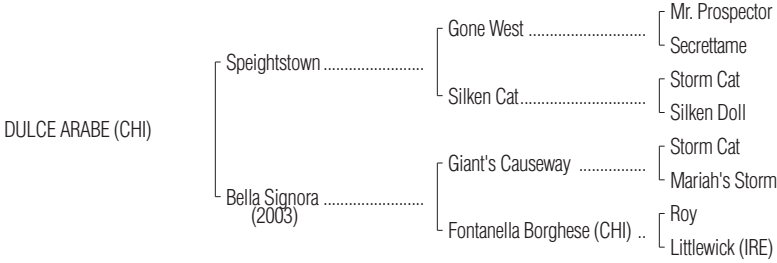 Mr. Prospector
Gone West ..............................
Secrettame
Speightstown .........................
Storm Cat
Silken Cat................................
Silken Doll
DULCE ARABE (CHI)
Storm Cat
Giant's Causeway .................
Mariah's Storm
Bella Signora .........................
(2003)
Roy
Fontanella Borghese (CHI) ..
Littlewick (IRE)